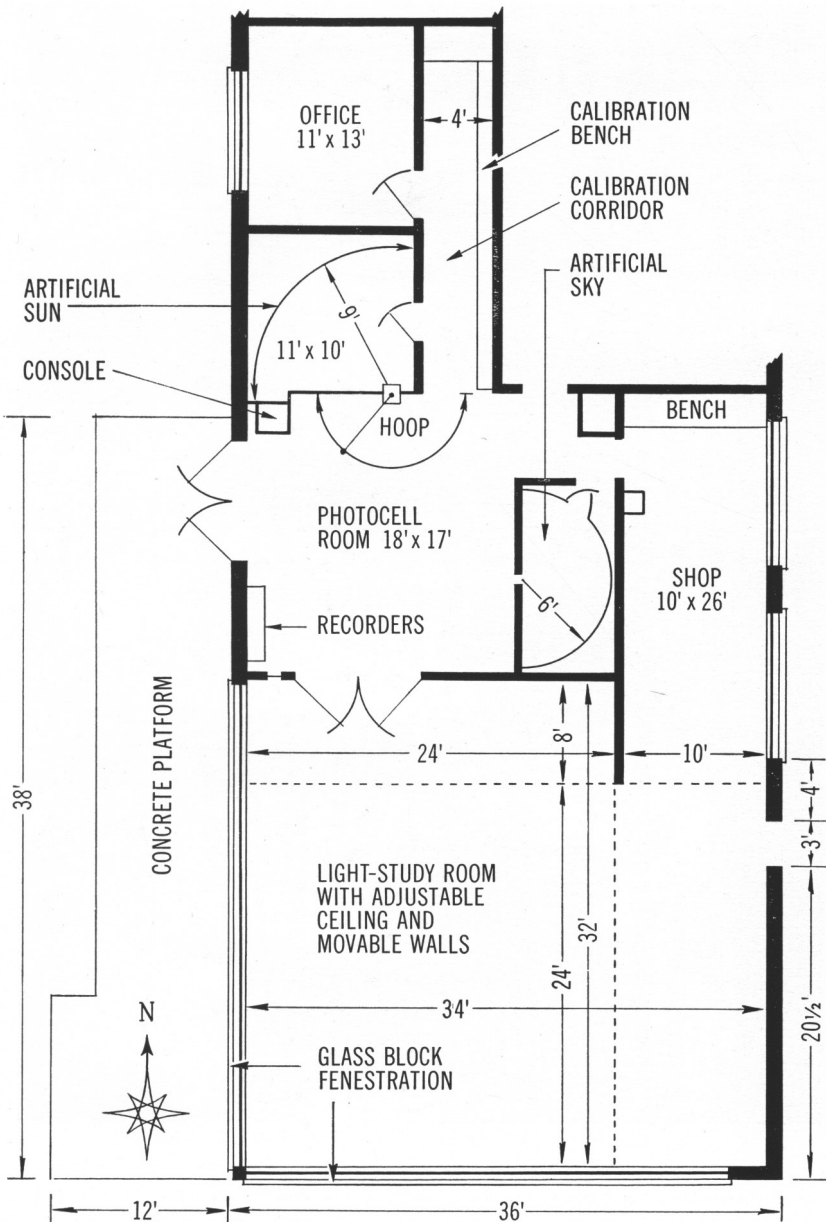 OFFICE
11' x 13'
4'
CALIBRATION
BENCH
CALIBRATION
CORRIDOR
ARTIFICIAL
SKY
ARTIFICIAL
SUN
9'
11' x 10'
CONSOLE
HOOP
BENCH
PHOTOCELL
ROOM 18' x 17'
6'
SHOP
10' x 26'
RECORDERS
CONCRETE PLATFORM
38'
24'
8'
10'
4'
3'
LIGHT-STUDY ROOM
WITH ADJUSTABLE
CEILING AND
MOVABLE WALLS
32'
24'
34'
20½'
N
GLASS BLOCK
FENESTRATION
12'
36'